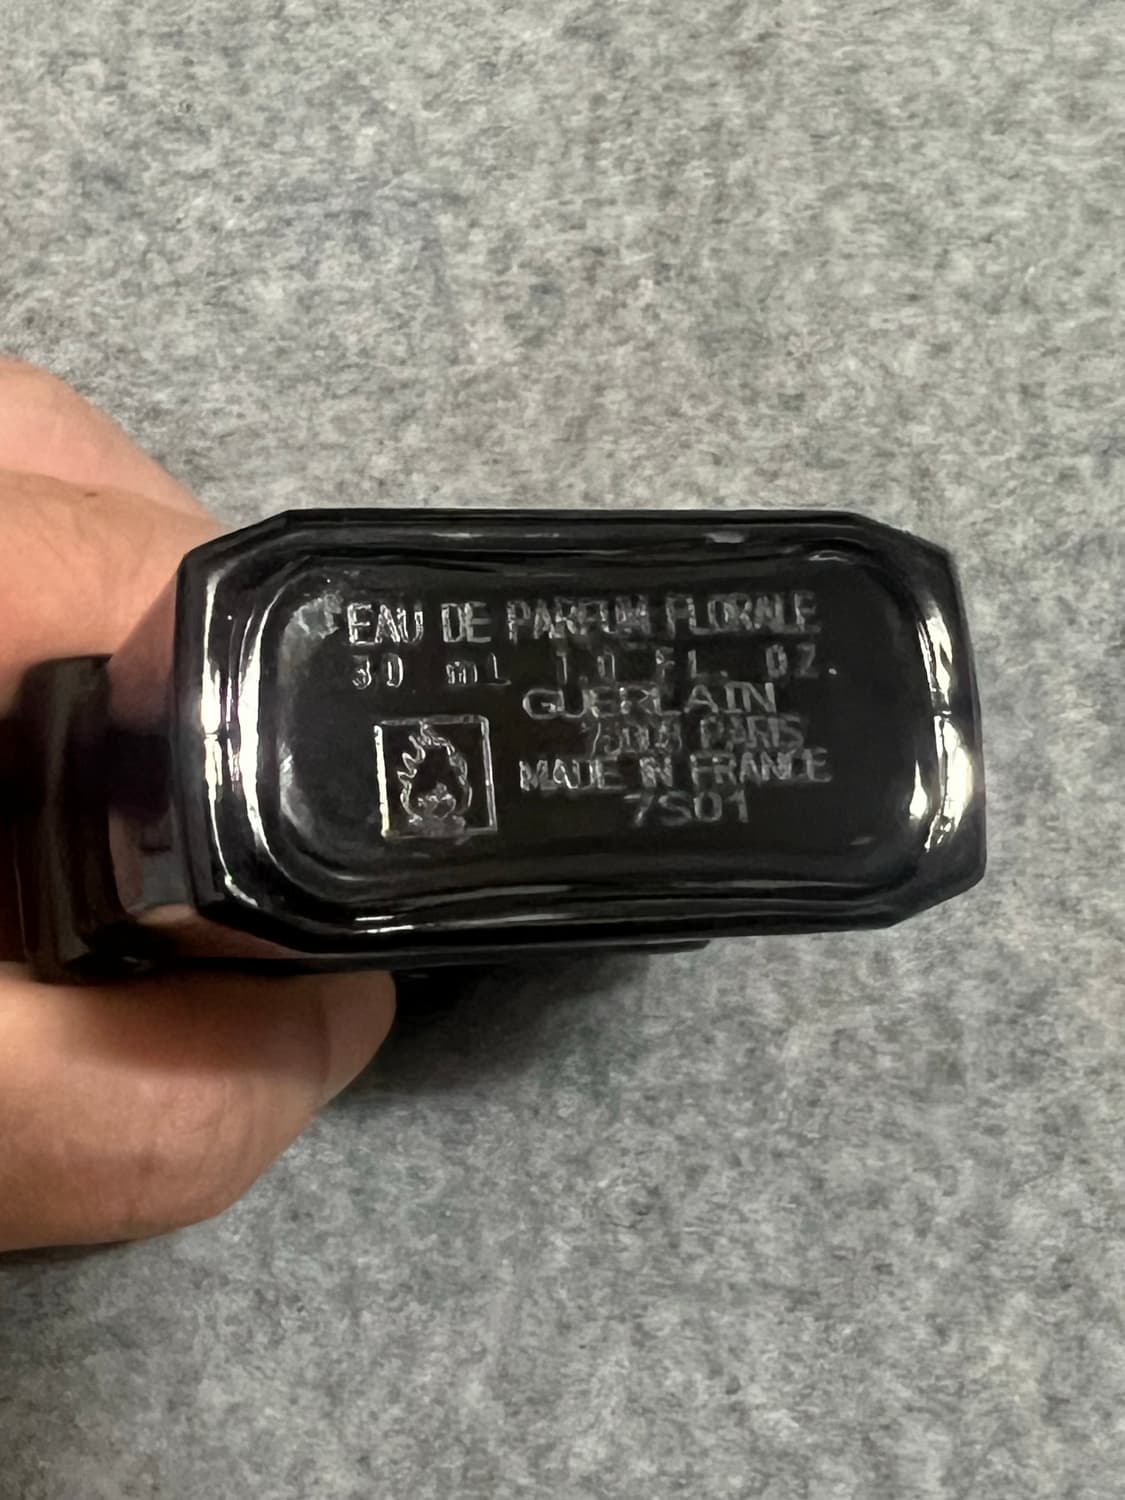 EAU DE PARFUM FLORALE
30 mL 1.0 FL. OZ.
GUERLAIN
PARIS
MADE IN FRANCE
7S01